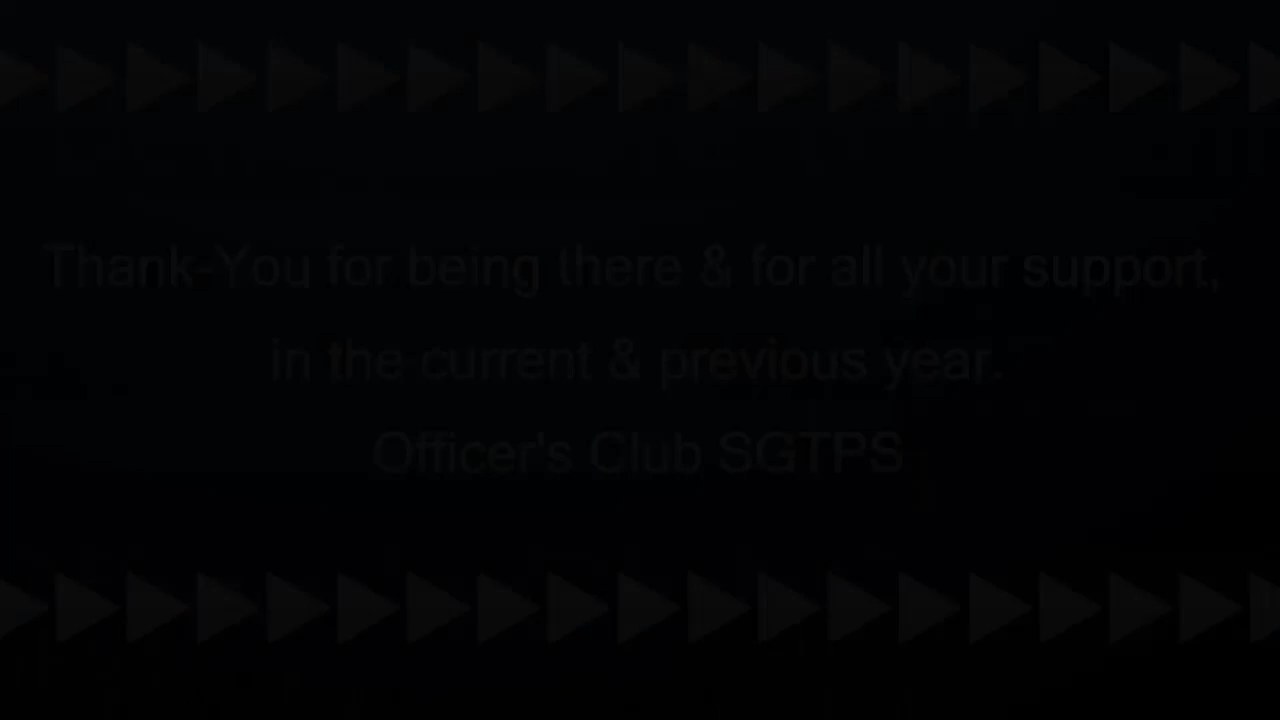 Thank-You for being there & for all your support,
in the current & previous year.
Officer's Club SGTPS